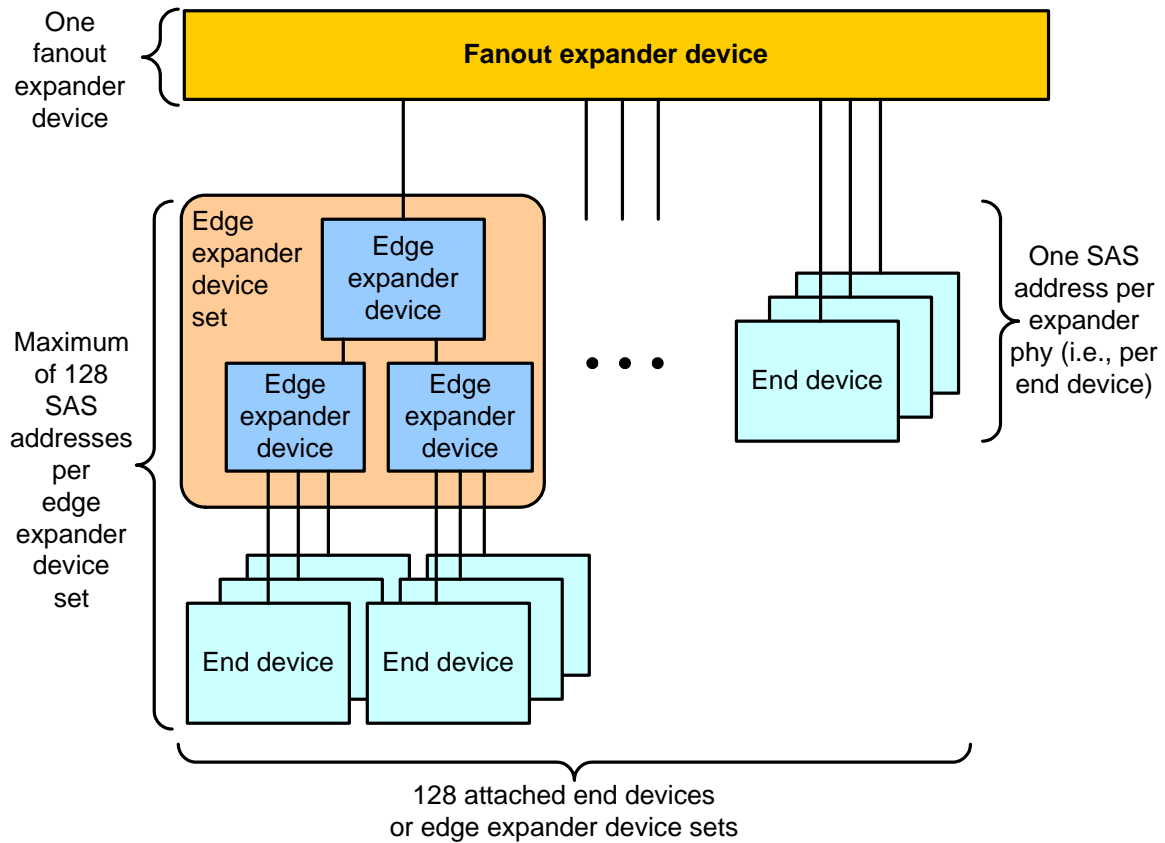 One
fanout
expander
device
Fanout expander device
Edge
expander
device
set
Edge
expander
device
Edge
expander
device
Edge
expander
device
Maximum
of 128
SAS
addresses
per
edge
expander
device
set
End device
One SAS
address per
expander
phy (i.e., per
end device)
End device
End device
128 attached end devices
or edge expander device sets